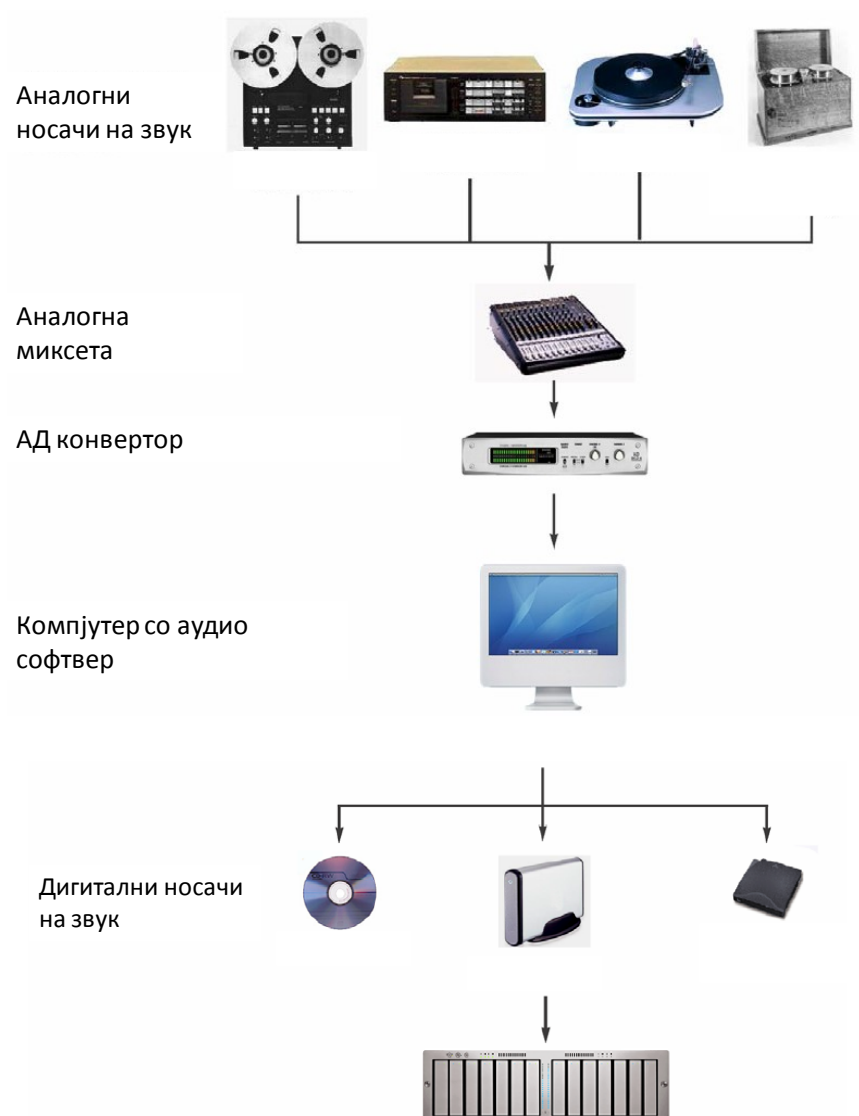 Аналогни
носачи на звук
Аналогна
миксета
АД конвертор
Компјутер со аудио
софтвер
Дигитални носачи
на звук